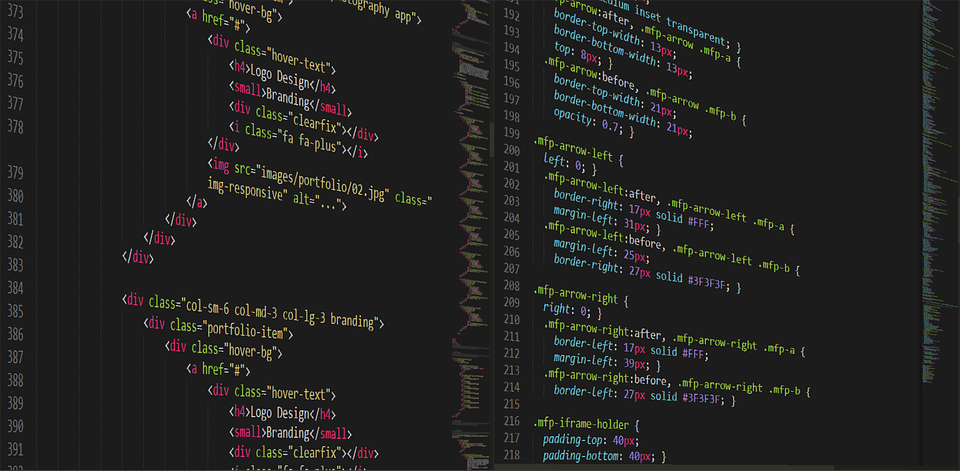 373
374
375
376
377
378
379
380
381
382
383
384
385
386
387
388
389
390
391
photography app">
"hover-bg">
<a href="#">
<div class="hover-text">
<h4>Logo Design</h4>
<small>Branding</small>
<div class="clearfix"></div>
<i class="fa fa-plus"></i>
</div>
<img src="images/portfolio/02.jpg" class="
img-responsive" alt="...">
</a>
</div>
</div>
</div>
<div class="col-sm-6 col-md-3 col-lg-3 branding">
<div class="portfolio-item">
<div class="hover-bg">
<a href="#">
<div class="hover-text">
<h4>Logo Design</h4>
<small>Branding</small>
<div class="clearfix"></div>
<i class="fa fa-plus"></i>
192
193
194
195
196
197
198
199
200
201
202
203
204
205
206
207
208
209
210
211
212
213
214
215
216
217
218
medium inset transparent; }
.mfp-arrow:after, .mfp-arrow .mfp-a {
border-top-width: 13px;
border-bottom-width: 13px;
top: 8px; }
.mfp-arrow:before, .mfp-arrow .mfp-b {
border-top-width: 21px;
border-bottom-width: 21px;
opacity: 0.7; }
.mfp-arrow-left {
left: 0; }
.mfp-arrow-left:after, .mfp-arrow-left .mfp-a {
border-right: 17px solid #FFF;
margin-left: 31px; }
.mfp-arrow-left:before, .mfp-arrow-left .mfp-b {
margin-left: 25px;
border-right: 27px solid #3F3F3F; }
.mfp-arrow-right {
right: 0; }
.mfp-arrow-right:after, .mfp-arrow-right .mfp-a {
border-left: 17px solid #FFF;
margin-left: 39px; }
.mfp-arrow-right:before, .mfp-arrow-right .mfp-b {
border-left: 27px solid #3F3F3F; }
.mfp-iframe-holder {
padding-top: 40px;
padding-bottom: 40px; }